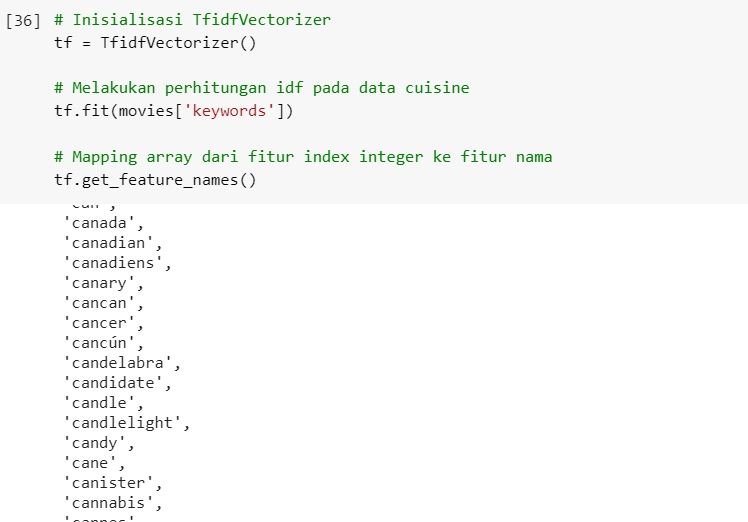 [36] # Inisialisasi TfidfVectorizer
tf = TfidfVectorizer()
# Melakukan perhitungan idf pada data cuisine
tf.fit(movies['keywords'])
# Mapping array dari fitur index integer ke fitur nama
tf.get_feature_names()
'canada',
'canadian',
'canadiens',
'canary',
'cancan',
'cancer',
'cancún',
'candelabra',
'candidate',
'candle',
'candlelight',
'candy',
'cane',
'canister',
'cannabis',